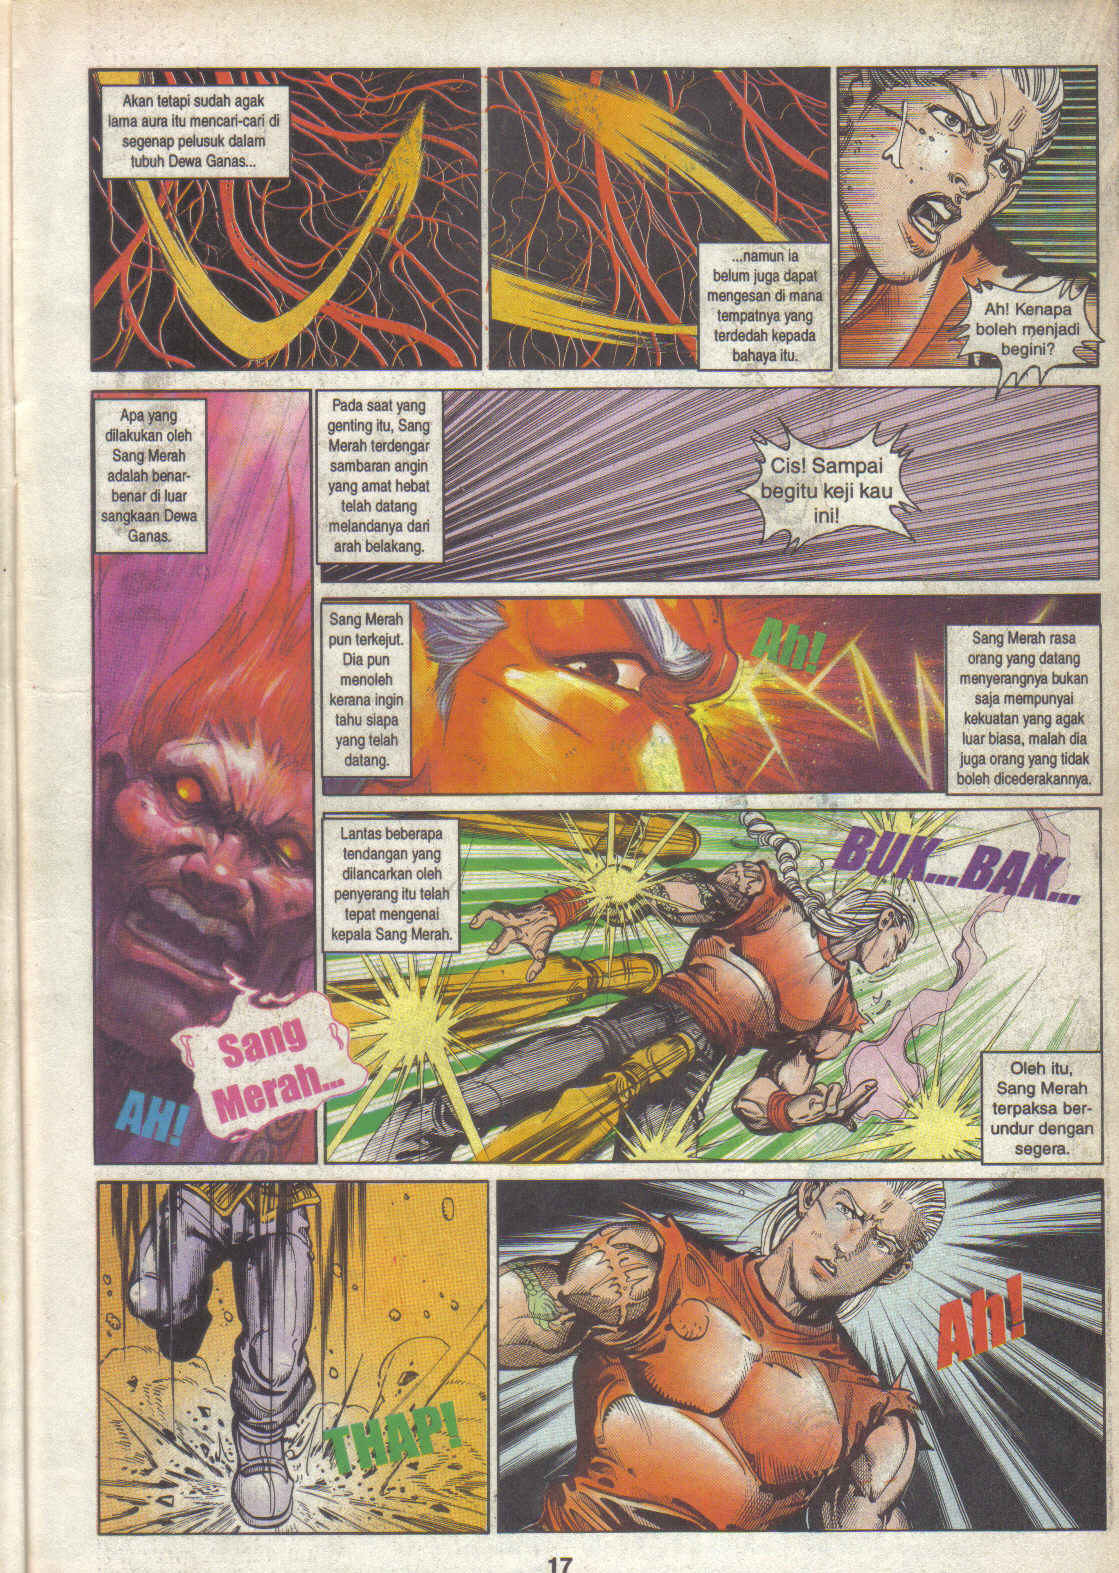 Akan tetapi sudah agak
lama aura itu mencari-cari di
segenap pelusuk dalam
tubuh Dewa Ganas...
...namun ia
belum juga dapat
mengesan di mana
tempatnya yang
terdedah kepada
bahaya itu.
Ah! Kenapa
boleh menjadi
begini?
Apa yang
dilakukan oleh
Sang Merah
adalah benar-
benar di luar
sangkaan Dewa
Ganas.
Sang
Merah...
AH!
Pada saat yang
genting itu, Sang
Merah terdengar
sambaran angin
yang amat hebat
telah datang
melandanya dari
arah belakang.
Cis! Sampai
begitu keji kau
ini!
Sang Merah
pun terkejut.
Dia pun
menoleh
kerana ingin
tahu siapa
yang telah
datang.
Ah!
Sang Merah rasa
orang yang datang
menyerangnya bukan
saja mempunyai
kekuatan yang agak
luar biasa, malah dia
juga orang yang tidak
boleh dicederakannya.
Lantas beberapa
tendangan yang
dilancarkan oleh
penyerang itu telah
tepat mengenai
kepala Sang Merah.
BUK...BAK...
Oleh itu,
Sang Merah
terpaksa ber-
undur dengan
segera.
THAP!
Ah!
17